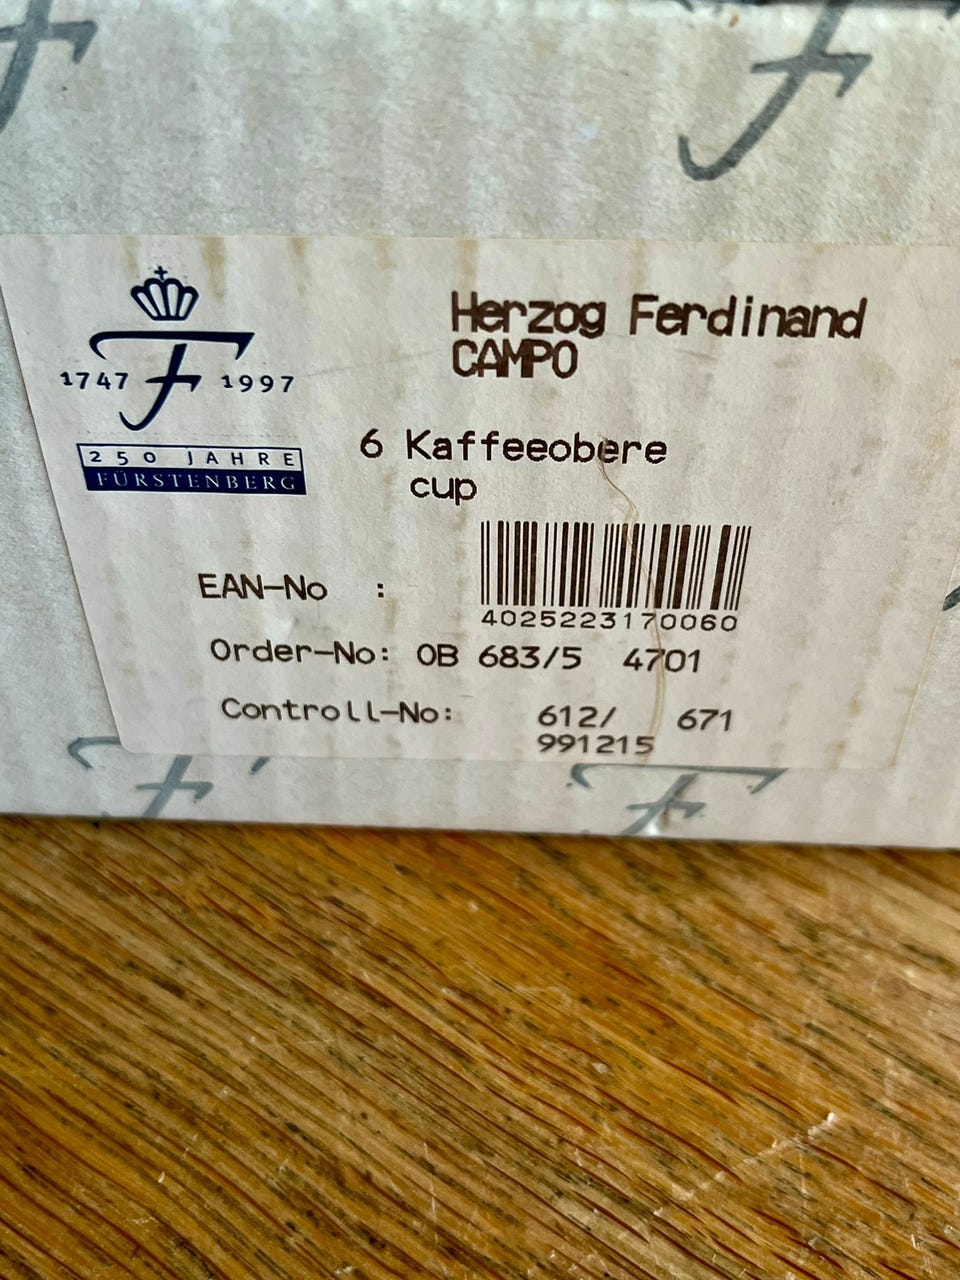 Herzog Ferdinand
CAMPO
1747 F 1997
250 JAHRE
FÜRSTENBERG
6 Kaffeeobere
cup
EAN-No :
4025223170060
Order-No: OB 683/5 4701
Controll-No: 612/ 671
991215